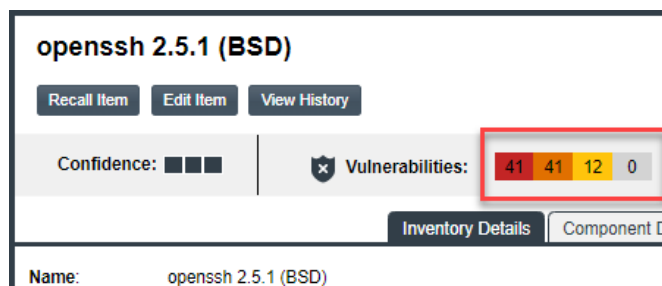 openssh 2.5.1 (BSD)
Recall Item Edit Item View History
Confidence: Vulnerabilities: 41 41 12 0
Inventory Details Component D
Name: openssh 2.5.1 (BSD)